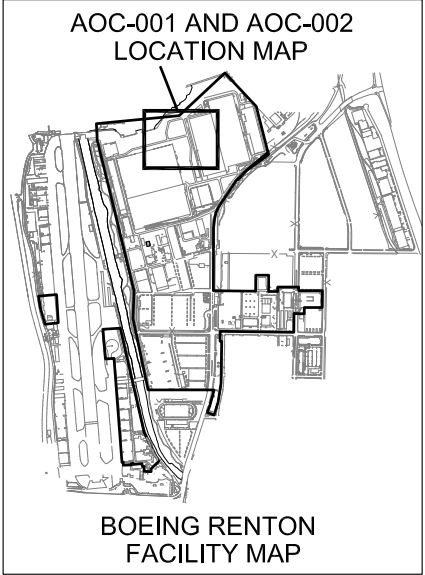 AOC-001 AND AOC-002
LOCATION MAP
BOEING RENTON
FACILITY MAP